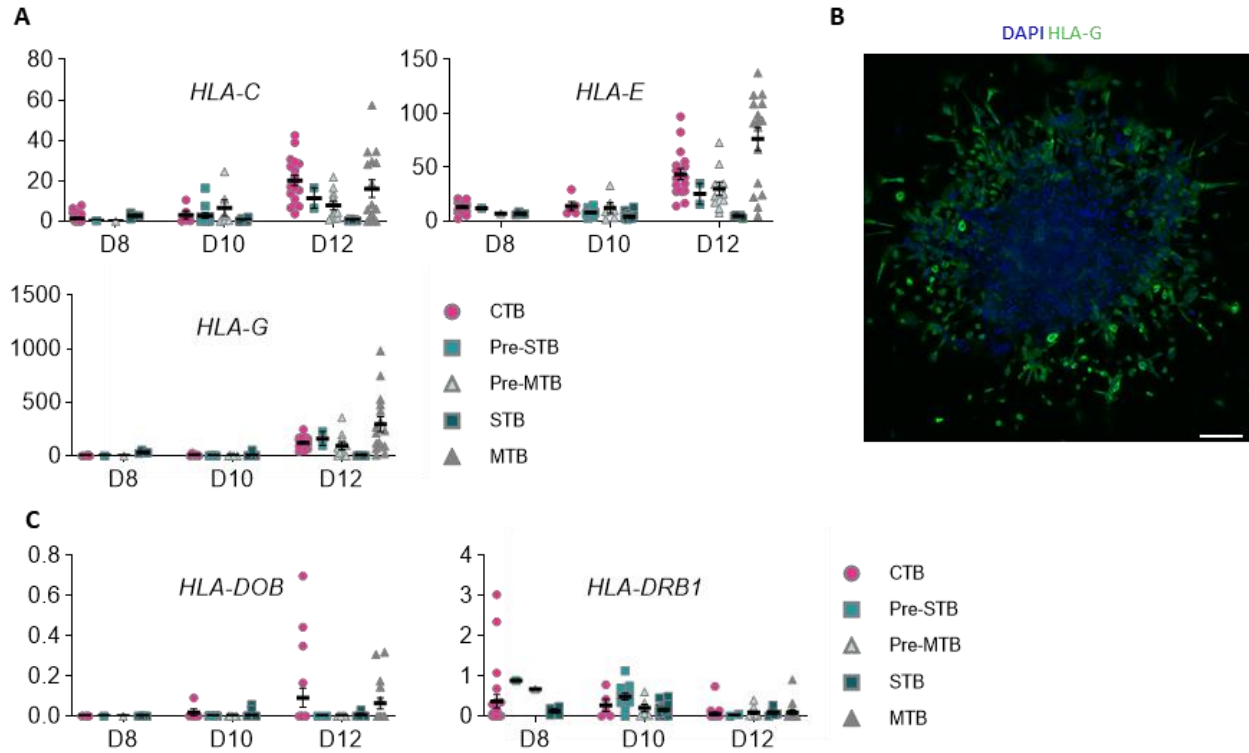 A
HLA-C
80
60
40
20
0
D8 D10 D12
HLA-E
150
100
50
0
D8 D10 D12
HLA-G
1500
1000
500
0
D8 D10 D12
CTB
Pre-STB
Pre-MTB
STB
MTB
B
DAPI HLA-G
C
HLA-DOB
0.8
0.6
0.4
0.2
0.0
D8 D10 D12
HLA-DRB1
4
3
2
1
0
D8 D10 D12
CTB
Pre-STB
Pre-MTB
STB
MTB